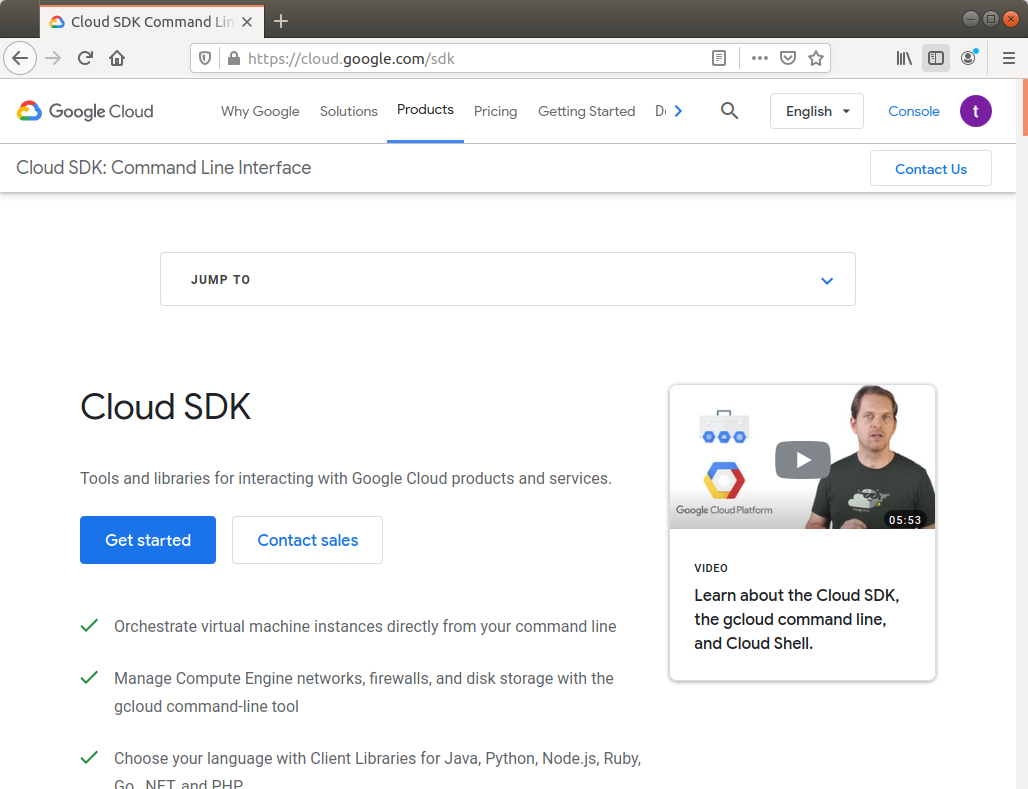 Cloud SDK Command Lin
https://cloud.google.com/sdk
Google Cloud
Why Google
Solutions
Products
Pricing
Getting Started
English
Console
t
Cloud SDK: Command Line Interface
Contact Us
JUMP TO
Cloud SDK
Tools and libraries for interacting with Google Cloud products and services.
Get started
Contact sales
Orchestrate virtual machine instances directly from your command line
Manage Compute Engine networks, firewalls, and disk storage with the
gcloud command-line tool
Choose your language with Client Libraries for Java, Python, Node.js, Ruby,
Go, .NET, and PHP
Google Cloud Platform
05:53
VIDEO
Learn about the Cloud SDK,
the gcloud command line,
and Cloud Shell.